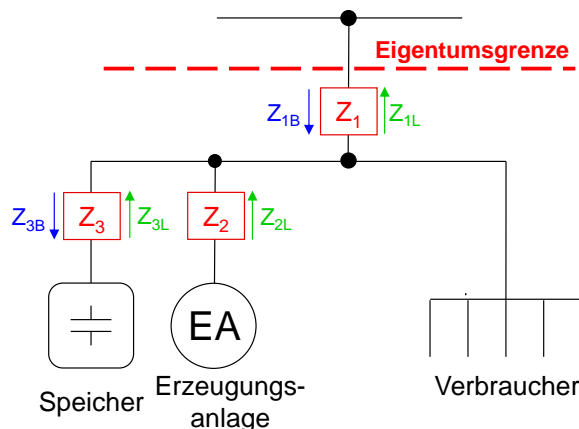 Eigentumsgrenze
Z1B
Z1
Z1L
Z3B
Z3
Z3L
Z2
Z2L
EA
Speicher
Erzeugungs-
anlage
Verbraucher